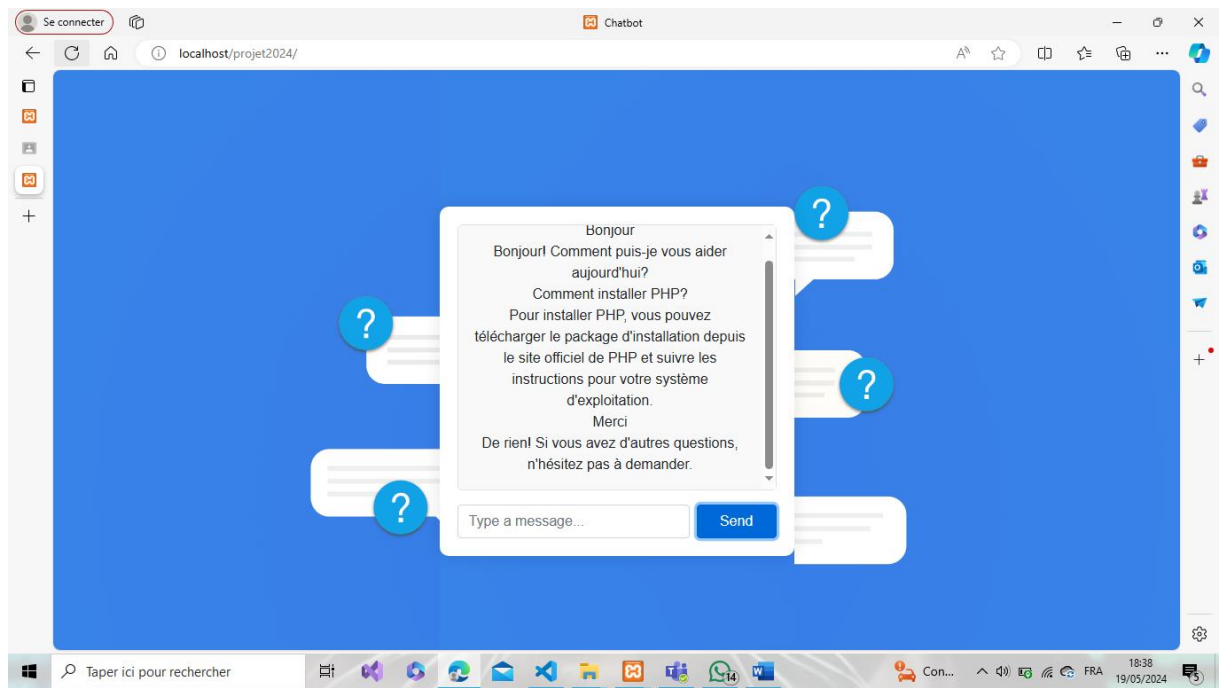 Se connecter
Chatbot
localhost/projet2024/
Bonjour
Bonjour! Comment puis-je vous aider
aujourd'hui?
Comment installer PHP?
Pour installer PHP, vous pouvez
télécharger le package d'installation depuis
le site officiel de PHP et suivre les
instructions pour votre système
d'exploitation.
Merci
De rien! Si vous avez d'autres questions,
n'hésitez pas à demander.
Type a message...
Send
Taper ici pour rechercher
14
Con...
FRA
18:38
19/05/2024
5